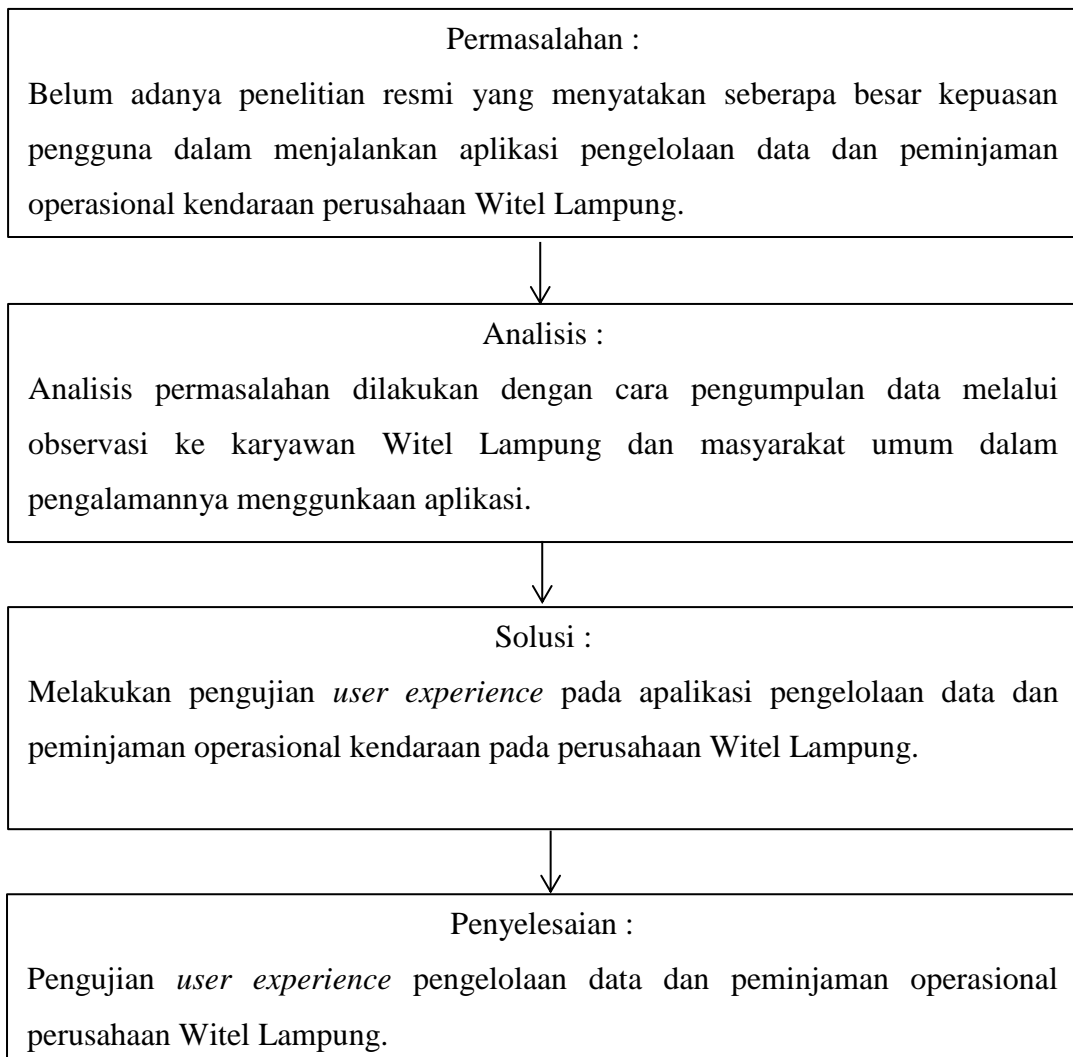 Permasalahan :
Belum adanya penelitian resmi yang menyatakan seberapa besar kepuasan
pengguna dalam menjalankan aplikasi pengelolaan data dan peminjaman
operasional kendaraan perusahaan Witel Lampung.
Analisis :
Analisis permasalahan dilakukan dengan cara pengumpulan data melalui
observasi ke karyawan Witel Lampung dan masyarakat umum dalam
pengalamannya menggunkaan aplikasi.
Solusi :
Melakukan pengujian user experience pada apalikasi pengelolaan data dan
peminjaman operasional kendaraan pada perusahaan Witel Lampung.
Penyelesaian :
Pengujian user experience pengelolaan data dan peminjaman operasional
perusahaan Witel Lampung.